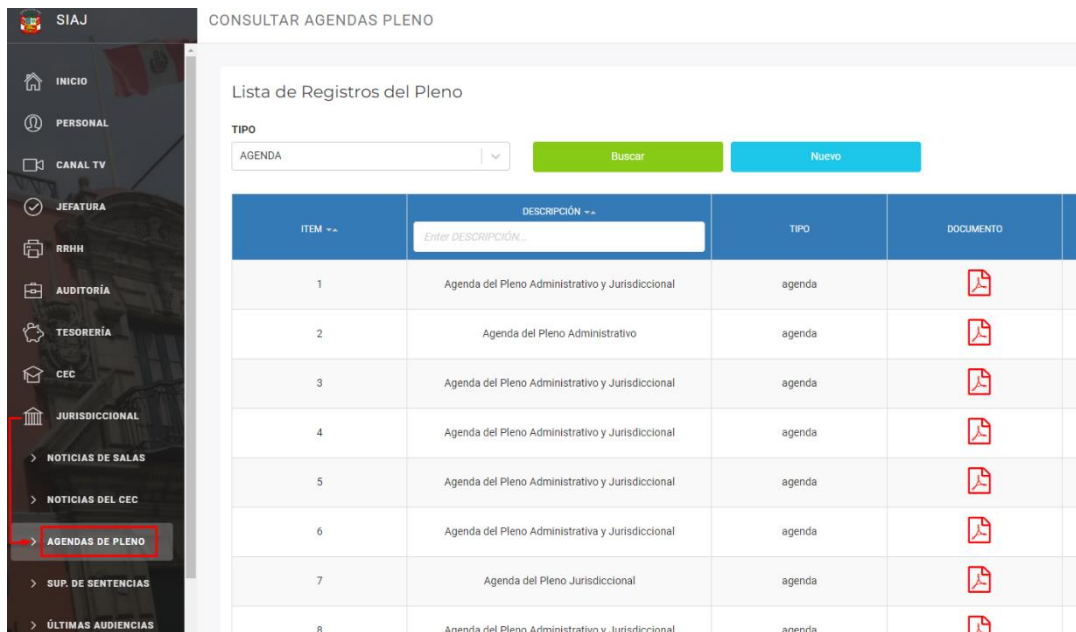 SIAJ
CONSULTAR AGENDAS PLENO
INICIO
PERSONAL
CANAL TV
JEFATURA
RRHH
AUDITORÍA
TESORERÍA
CEC
JURISDICCIONAL
NOTICIAS DE SALAS
NOTICIAS DEL CEC
AGENDAS DE PLENO
SUP. DE SENTENCIAS
ÚLTIMAS AUDIENCIAS
Lista de Registros del Pleno
TIPO
AGENDA Buscar Nuevo
ITEM DESCRIPCIÓN TIPO DOCUMENTO
Enter DESCRIPCIÓN...
1 Agenda del Pleno Administrativo y Jurisdiccional agenda
2 Agenda del Pleno Administrativo agenda
3 Agenda del Pleno Administrativo y Jurisdiccional agenda
4 Agenda del Pleno Administrativo y Jurisdiccional agenda
5 Agenda del Pleno Administrativo y Jurisdiccional agenda
6 Agenda del Pleno Administrativa y Jurisdiccional agenda
7 Agenda del Pleno Jurisdiccional agenda
8 Agenda del Pleno Administrativo y Jurisdiccional agenda